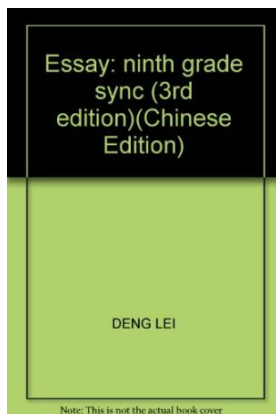 Essay: ninth grade
sync (3rd
edition)(Chinese
Edition)
DENG LEI
Note: This is not the actual book cover